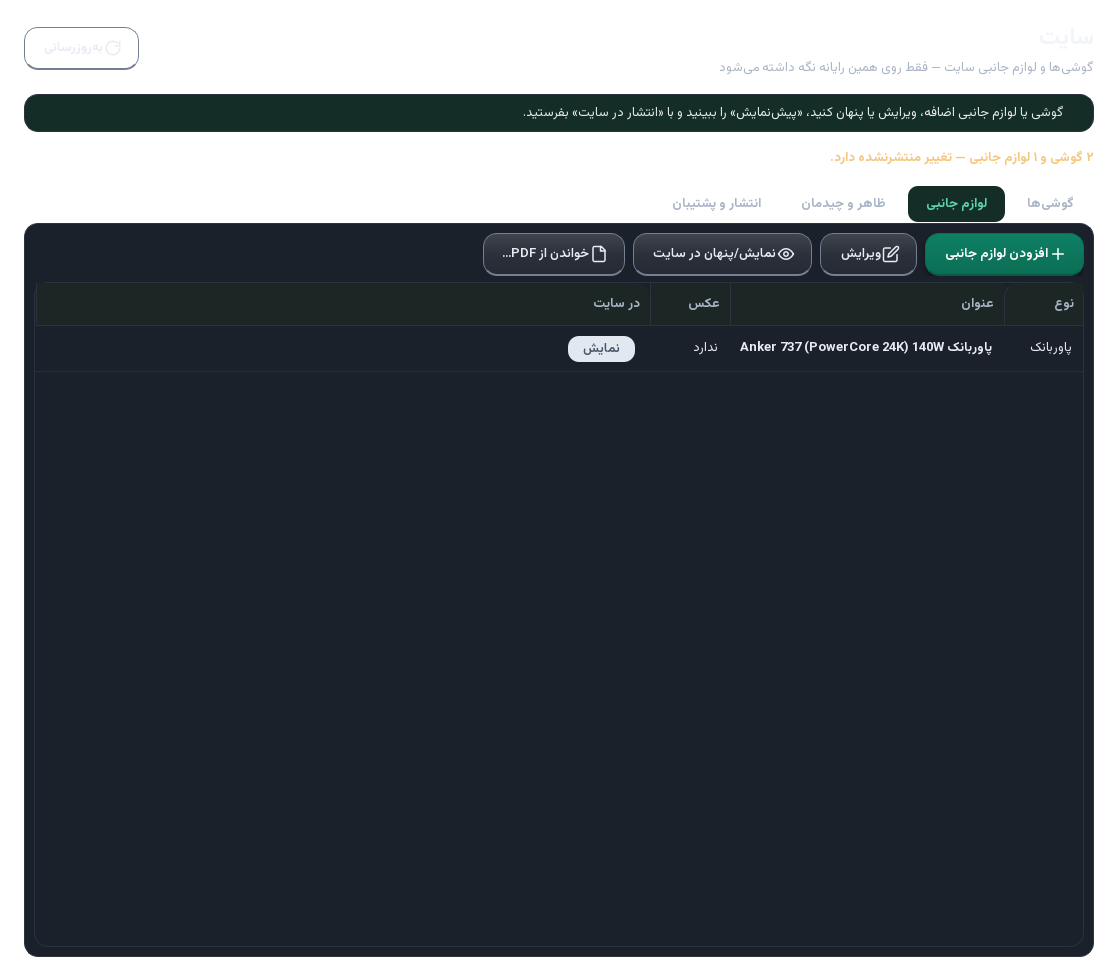 سایت
به‌روزرسانی
گوشی‌ها و لوازم جانبی سایت — فقط روی همین رایانه نگه داشته می‌شود
گوشی یا لوازم جانبی اضافه، ویرایش یا پنهان کنید، «پیش‌نمایش» را ببینید و با «انتشار در سایت» بفرستید.
۲ گوشی و ۱ لوازم جانبی — تغییر منتشرنشده دارد.
گوشی‌ها لوازم جانبی ظاهر و چیدمان انتشار و پشتیبان
افزودن لوازم جانبی ویرایش نمایش/پنهان در سایت خواندن از PDF...
نوع عنوان عکس در سایت
پاوربانک پاوربانک Anker 737 (PowerCore 24K) 140W ندارد نمایش